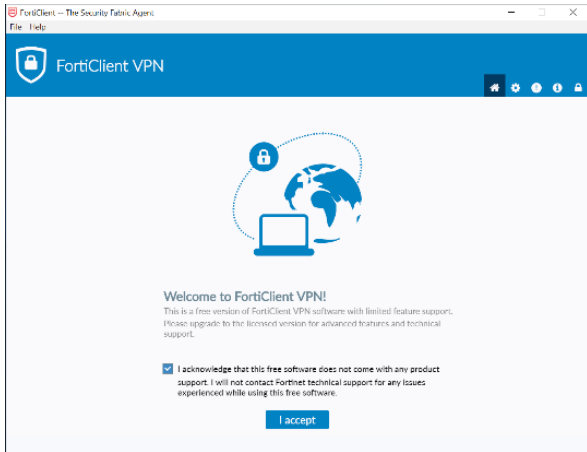 FortiClient — The Security Fabric Agent
File Help
FortiClient VPN
Welcome to FortiClient VPN!
This is a free version of FortiClient VPN software with limited feature support.
Please upgrade to the licensed version for advanced features and technical
support.
I acknowledge that this free software does not come with any product
support. I will not contact Fortinet technical support for any issues
experienced while using this free software.
I accept